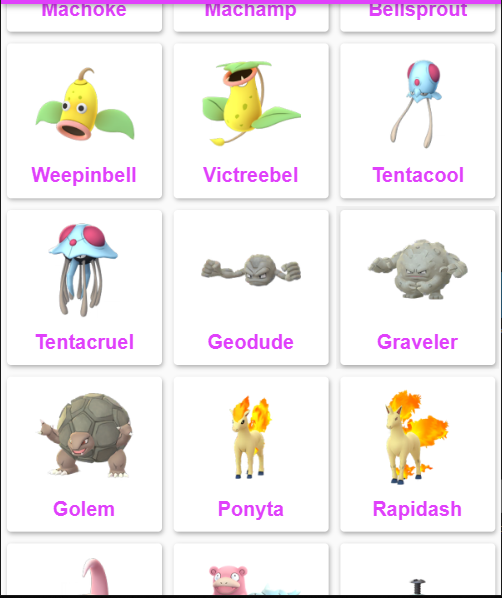 Machoke Machamp Bellsprout
Weepinbell Victreebel Tentacool
Tentacruel Geodude Graveler
Golem Ponyta Rapidash